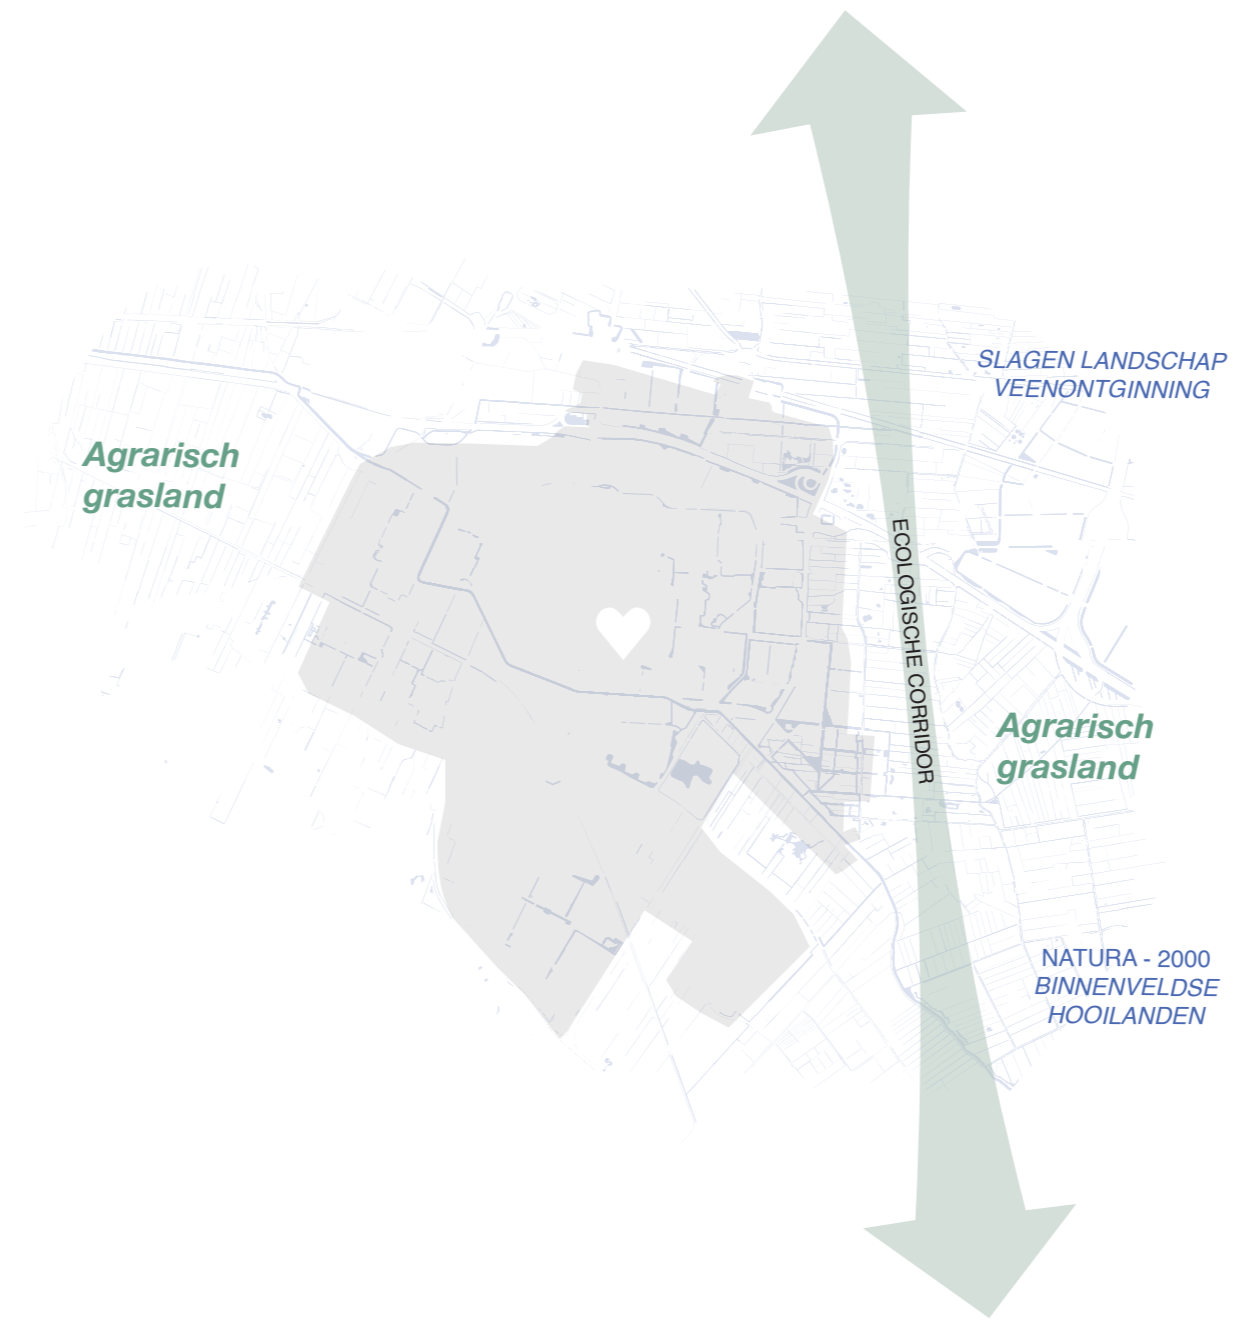 SLAGEN LANDSCHAP
VEENONTGINNING
Agrarisch
grasland
ECOLOGISCHE CORRIDOR
Agrarisch
grasland
NATURA - 2000
BINNENVELDSE
HOOILANDEN